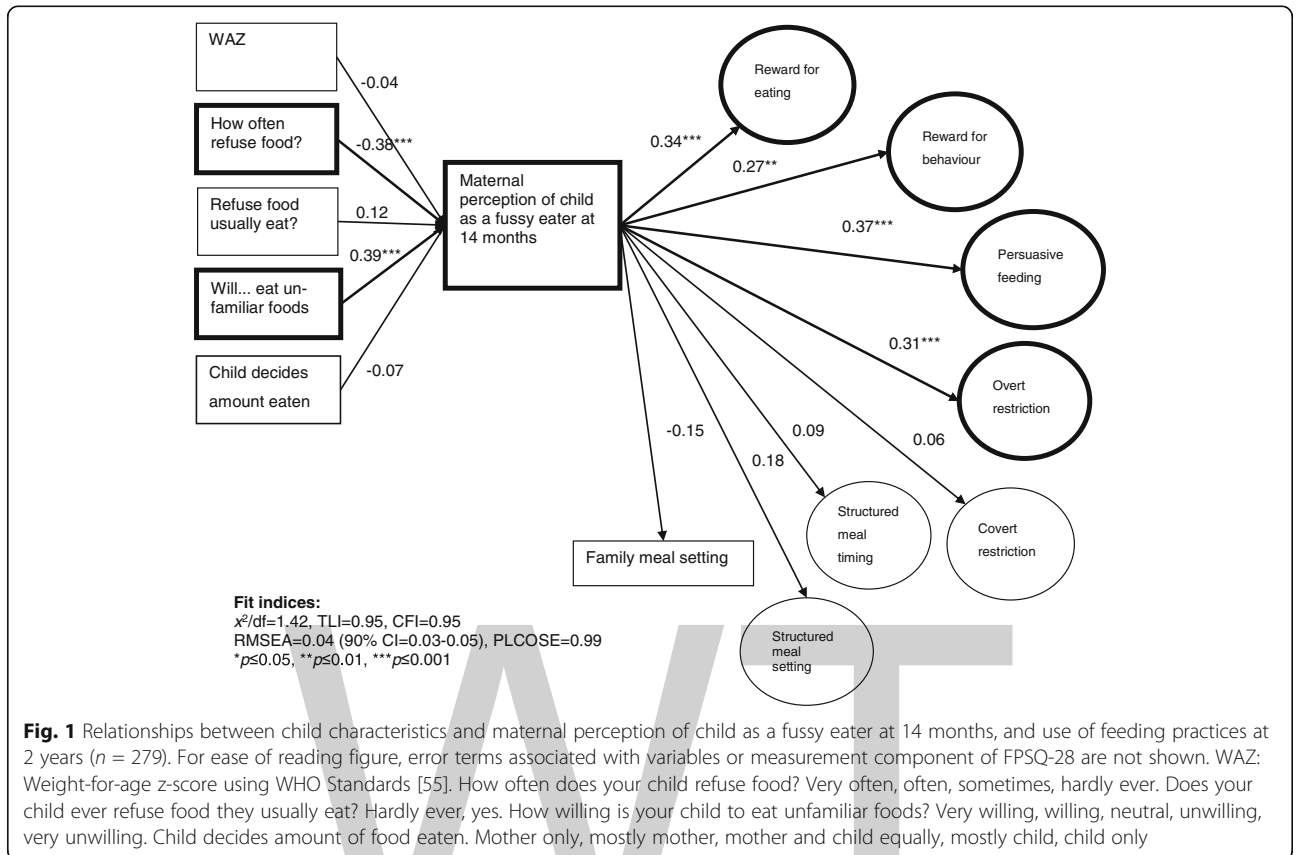 WAZ
-0.04
How often
refuse food?
-0.38***
Refuse food
usually eat?
0.12
0.39***
Will... eat un-
familiar foods
Child decides
amount eaten
-0.07
Maternal
perception of child
as a fussy eater at
14 months
Reward for
eating
0.34***
Reward for
behaviour
0.27**
0.37***
Persuasive
feeding
0.31***
Overt
restriction
-0.15
0.09
0.06
0.18
Structured
meal
timing
Covert
restriction
Family meal setting
Structured
meal
setting
Fit indices:
x²/df=1.42, TLI=0.95, CFI=0.95
RMSEA=0.04 (90% CI=0.03-0.05), PLCOSE=0.99
*p≤0.05, **p≤0.01, ***p≤0.001
WT
Fig. 1 Relationships between child characteristics and maternal perception of child as a fussy eater at 14 months, and use of feeding practices at
2 years (n = 279). For ease of reading figure, error terms associated with variables or measurement component of FPSQ-28 are not shown. WAZ:
Weight-for-age z-score using WHO Standards [55]. How often does your child refuse food? Very often, often, sometimes, hardly ever. Does your
child ever refuse food they usually eat? Hardly ever, yes. How willing is your child to eat unfamiliar foods? Very willing, willing, neutral, unwilling,
very unwilling. Child decides amount of food eaten. Mother only, mostly mother, mother and child equally, mostly child, child only